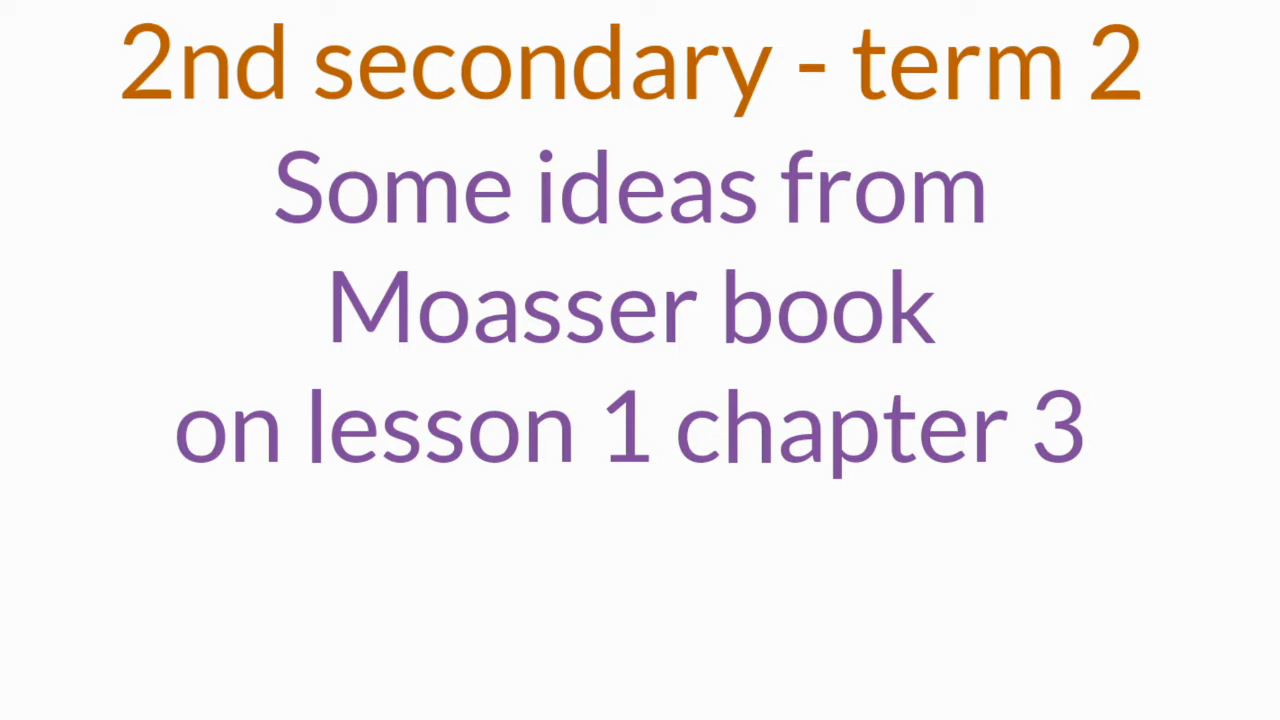 2nd secondary - term 2
Some ideas from
Moasser book
on lesson 1 chapter 3